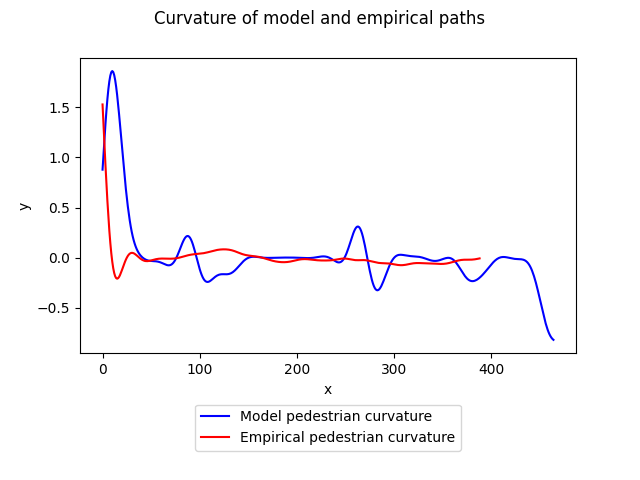 Curvature of model and empirical paths
1.5
1.0
0.5
0.0
−0.5
y
0 100 200 300 400
x
Model pedestrian curvature
Empirical pedestrian curvature